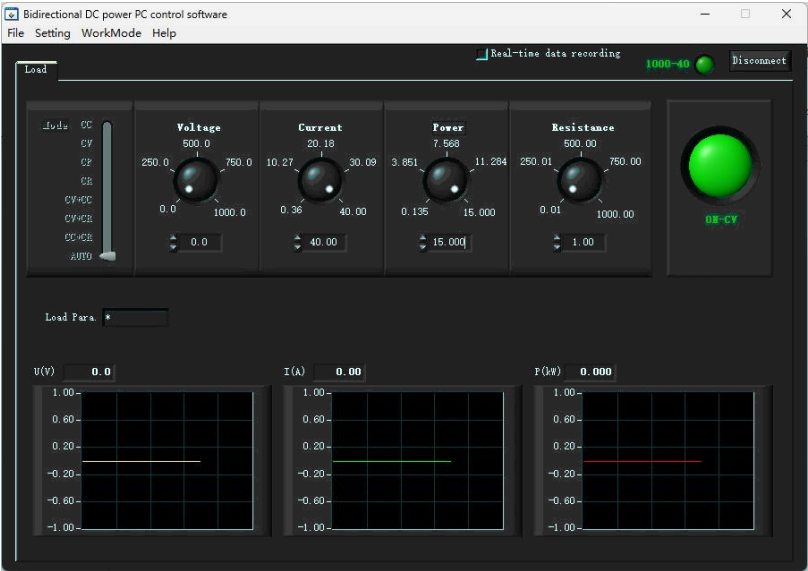 Bidirectional DC power PC control software
File Setting WorkMode Help
Real-time data recording
1000-40
Disconnect
Load
Mode
CC
CV
CP
CR
CV+CC
CV+CR
CC+CR
AUTO
Voltage
500.0
250.0 750.0
0.0 1000.0
0.0
Current
20.18
10.27 30.09
0.36 40.00
40.00
Power
7.568
3.851 11.284
0.135 15.000
15.000
Resistance
500.00
250.01 750.00
0.01 1000.00
1.00
ON-CV
Load Para. *
U(V) 0.0
1.00
0.60
0.20
-0.20
-0.60
-1.00
I(A) 0.00
1.00
0.60
0.20
-0.20
-0.60
-1.00
P(kW) 0.000
1.00
0.60
0.20
-0.20
-0.60
-1.00